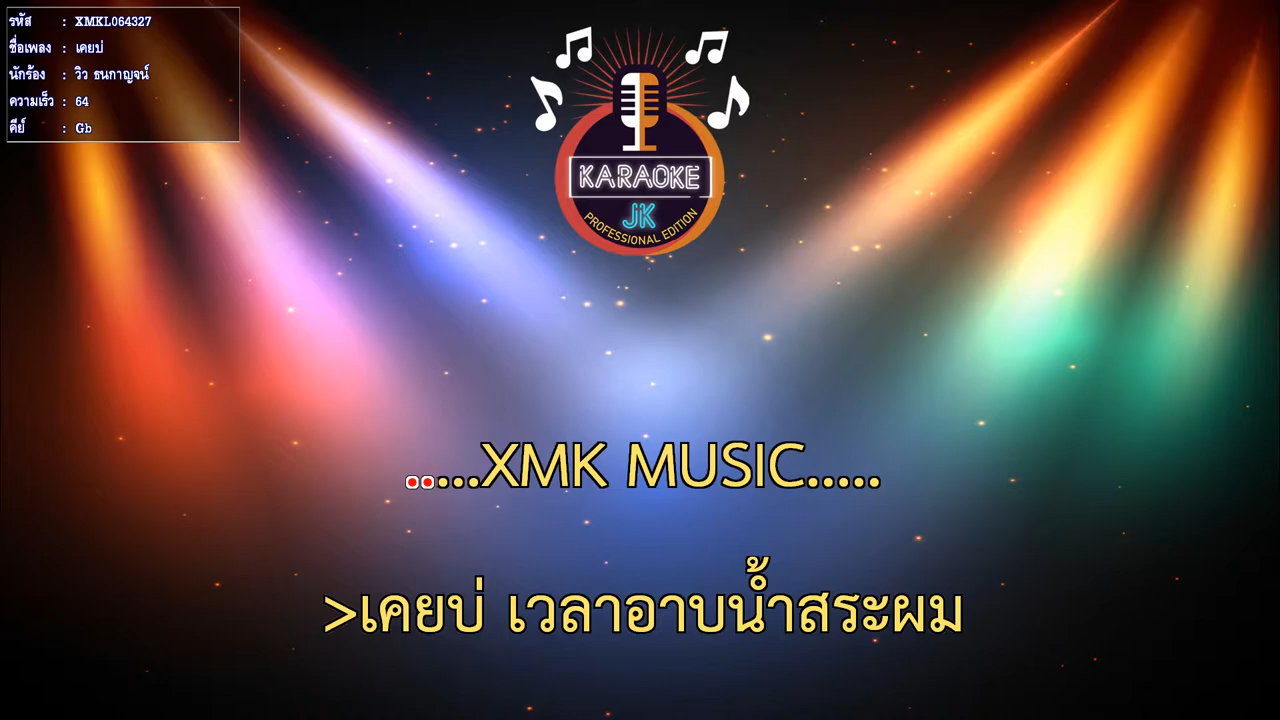 รหัส : XMKL064327
ชื่อเพลง : เคยบ่
นักร้อง : วิว ธนกาญจน์
ความเร็ว : 64
คีย์ : Gb
KARAOKE
JK
PROFESSIONAL EDITION
.....XMK MUSIC.....
>เคยบ่ เวลาอาบน้ำสระผม